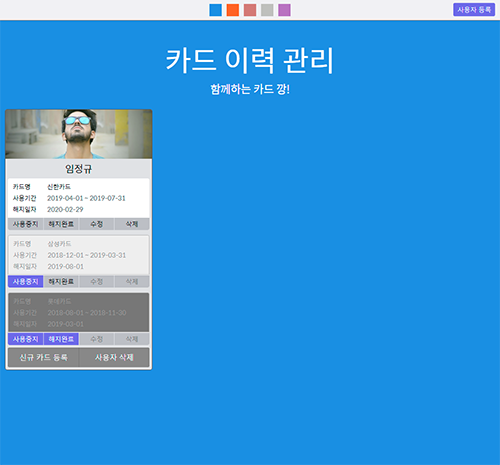 사용자 등록
카드 이력 관리
함께하는 카드 깡!
임정규
카드명 신한카드
사용기간 2019-04-01 ~ 2019-07-31
해지일자 2020-02-29
사용중지 해지완료 수정 삭제
카드명 삼성카드
사용기간 2018-12-01 ~ 2019-03-31
해지일자 2019-08-01
사용중지 해지완료 수정 삭제
카드명 롯데카드
사용기간 2018-08-01 ~ 2018-11-30
해지일자 2019-03-01
사용중지 해지완료 수정 삭제
신규 카드 등록 사용자 삭제